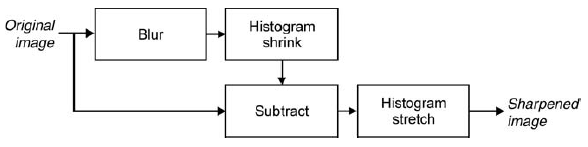 Original
image
Blur
Histogram
shrink
Subtract
Histogram
stretch
Sharpened
image